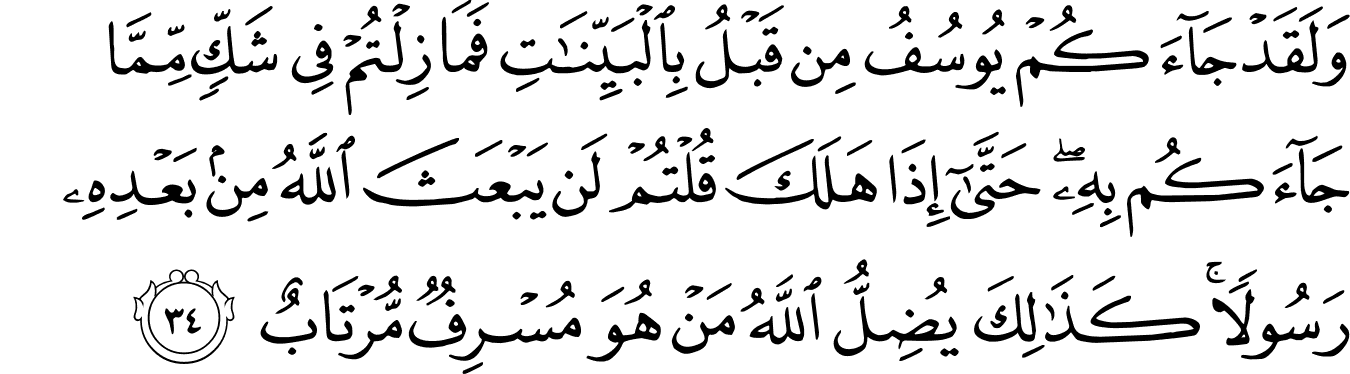 وَلَقَدۡ جَآءَكُمۡ يُوسُفُ مِن قَبۡلُ بِٱلۡبَيِّنَٰتِ فَمَا زِلۡتُمۡ فِي شَكّٖ مِّمَّا
جَآءَكُم بِهِۦۖ حَتَّىٰٓ إِذَا هَلَكَ قُلۡتُمۡ لَن يَبۡعَثَ ٱللَّهُ مِنۢ بَعۡدِهِۦ
رَسُولٗاۚ كَذَٰلِكَ يُضِلُّ ٱللَّهُ مَنۡ هُوَ مُسۡرِفٞ مُّرۡتَابٌ ٣٤